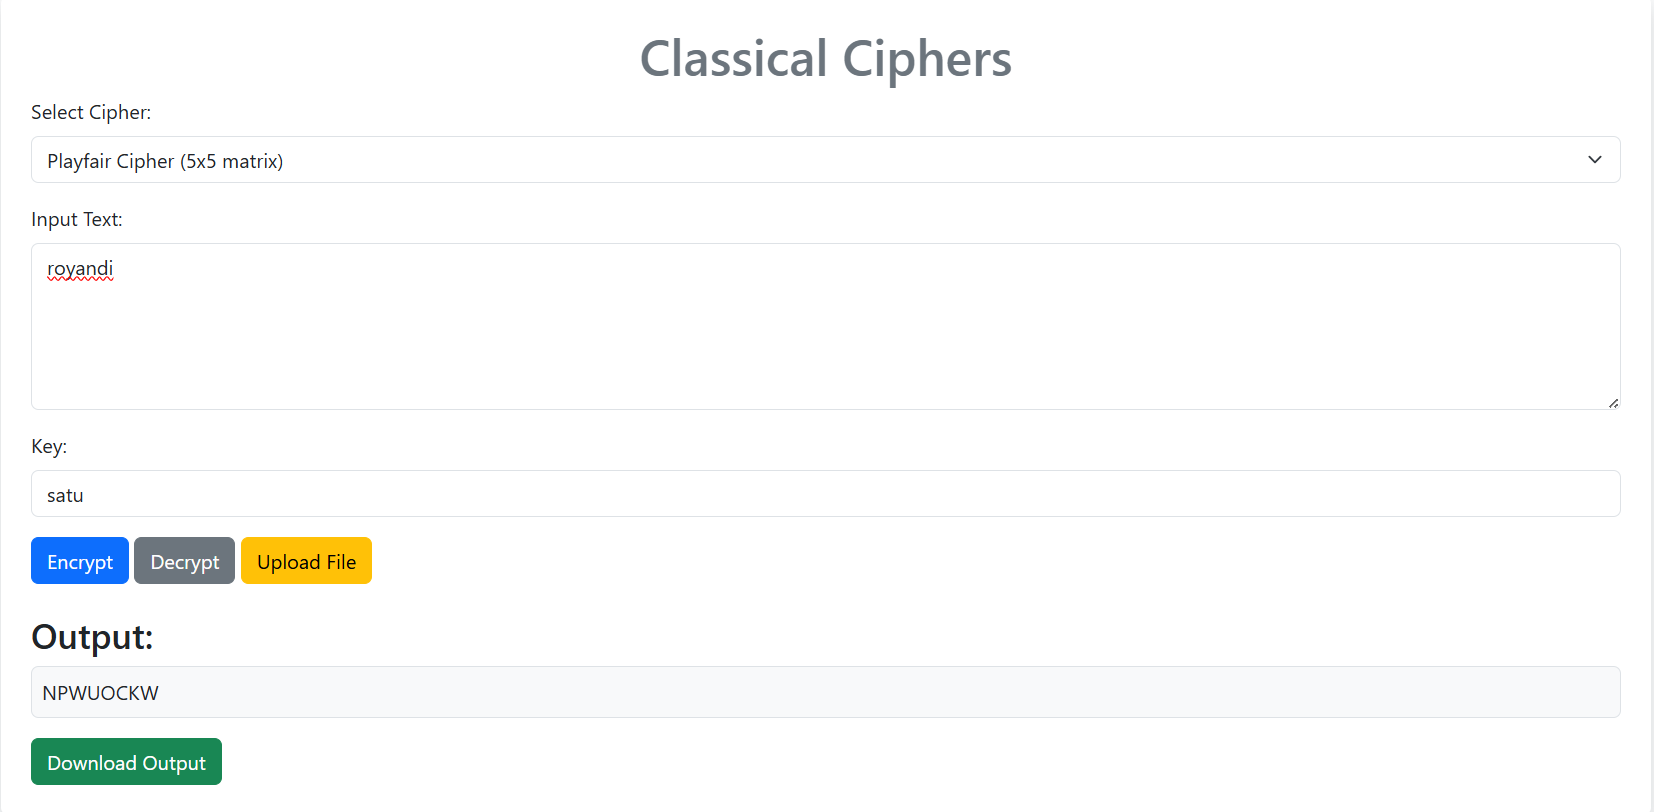 Classical Ciphers
Select Cipher:
Playfair Cipher (5x5 matrix)
Input Text:
royandi
Key:
satu
Encrypt Decrypt Upload File
Output:
NPWUOCKW
Download Output